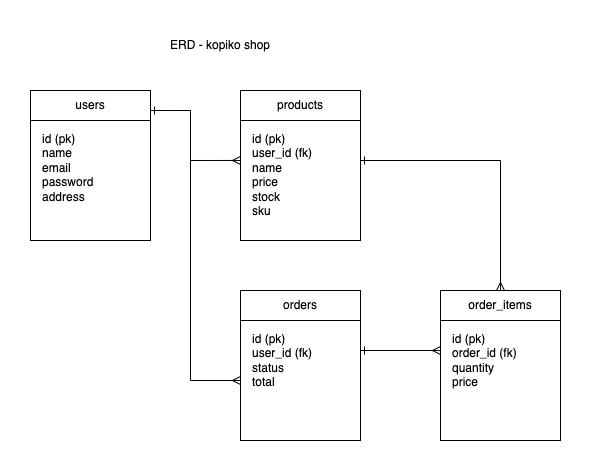 ERD - kopiko shop
users
id (pk)
name
email
password
address
products
id (pk)
user_id (fk)
name
price
stock
sku
orders
id (pk)
user_id (fk)
status
total
order_items
id (pk)
order_id (fk)
quantity
price